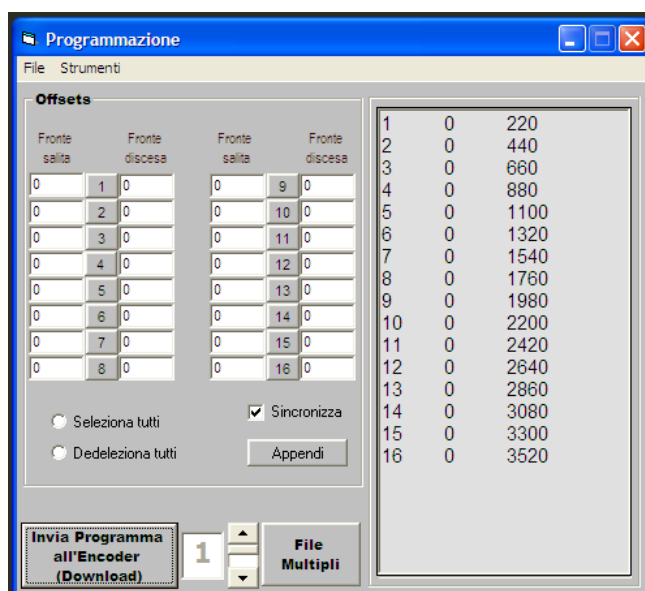 Programmazione
File Strumenti
Offsets
Fronte salita Fronte discesa Fronte salita Fronte discesa
0 1 0 0 9 0
0 2 0 0 10 0
0 3 0 0 11 0
0 4 0 0 12 0
0 5 0 0 13 0
0 6 0 0 14 0
0 7 0 0 15 0
0 8 0 0 16 0
Seleziona tutti
Sincronizza
Dedeleziona tutti
Appendi
Invia Programma
all'Encoder
(Download)
1
File
Multipli
1 0 220
2 0 440
3 0 660
4 0 880
5 0 1100
6 0 1320
7 0 1540
8 0 1760
9 0 1980
10 0 2200
11 0 2420
12 0 2640
13 0 2860
14 0 3080
15 0 3300
16 0 3520